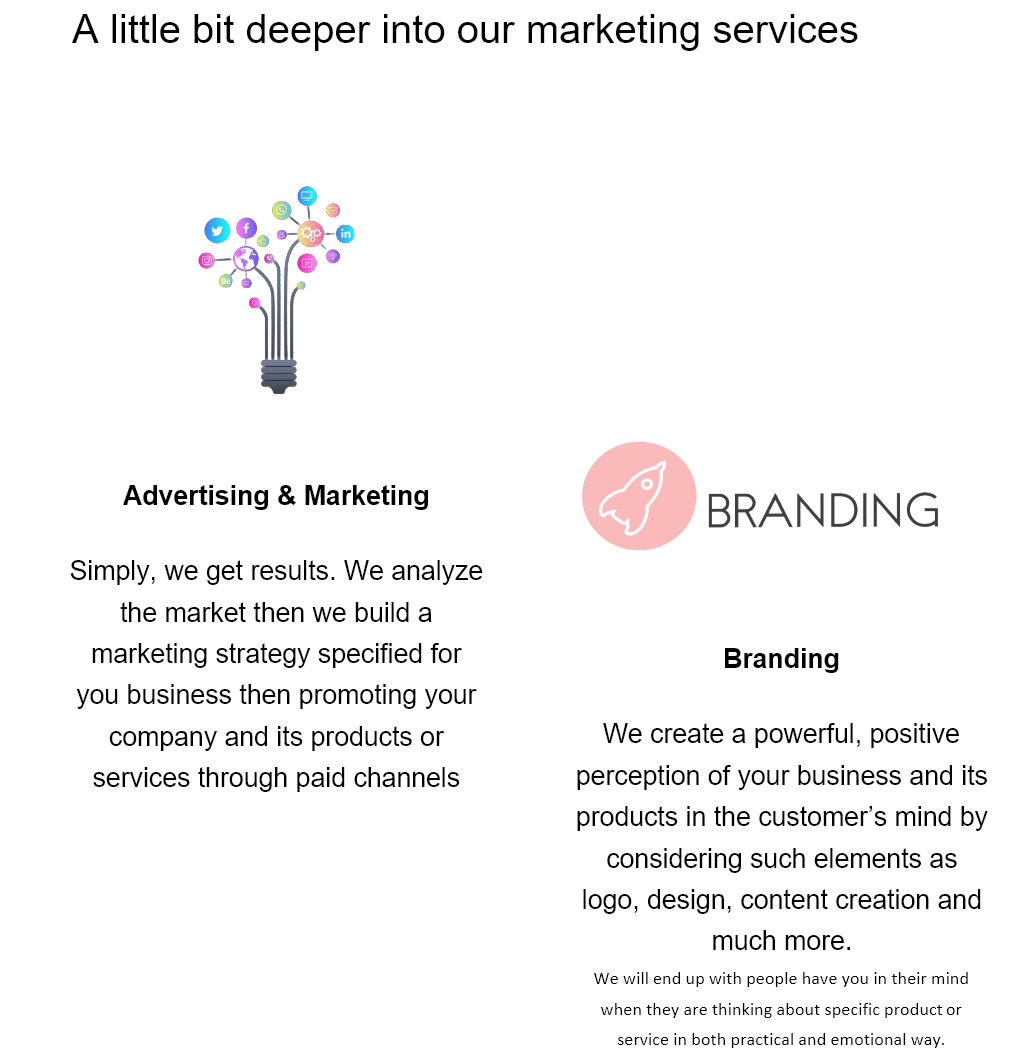 A little bit deeper into our marketing services
Advertising & Marketing
Simply, we get results. We analyze
the market then we build a
marketing strategy specified for
you business then promoting your
company and its products or
services through paid channels
BRANDING
Branding
We create a powerful, positive
perception of your business and its
products in the customer’s mind by
considering such elements as
logo, design, content creation and
much more.
We will end up with people have you in their mind
when they are thinking about specific product or
service in both practical and emotional way.